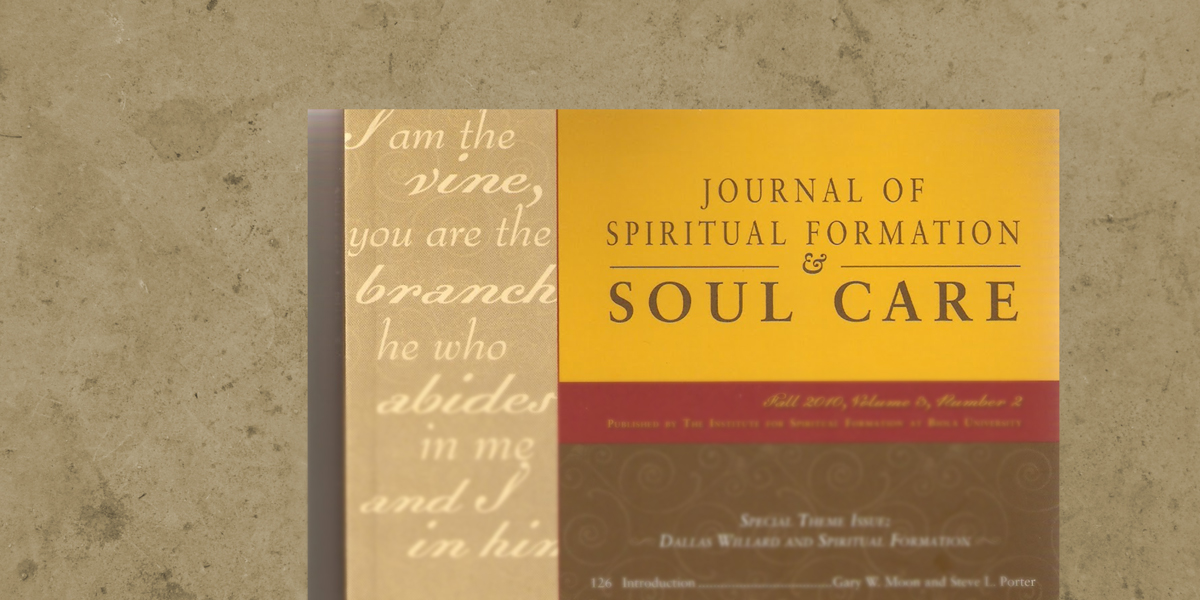 I am the
vine,
you are the
branch
he who
abides
in me
and I
in him
JOURNAL OF
SPIRITUAL FORMATION
&
SOUL CARE
Fall 2010, Volume 3, Number 2
PUBLISHED BY THE INSTITUTE FOR SPIRITUAL FORMATION AT BIOLA UNIVERSITY
SPECIAL THEME ISSUE:
DALLAS WILLARD AND SPIRITUAL FORMATION
126 Introduction Gary W. Moon and Steve L. Porter